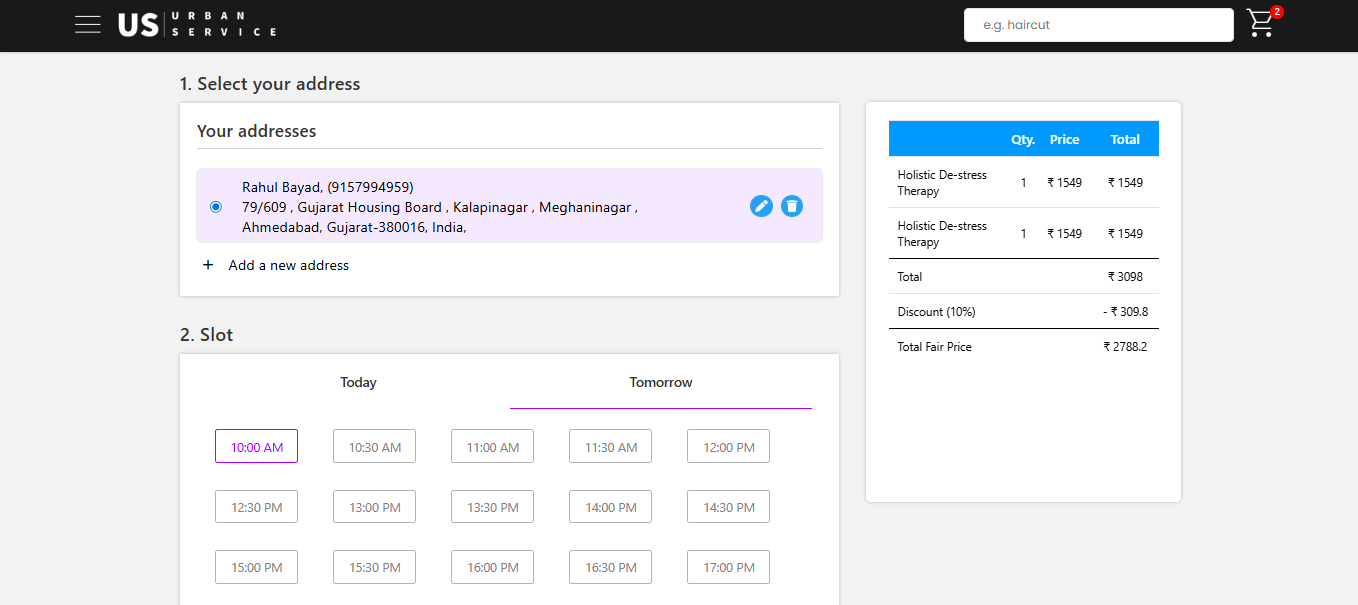 US URBAN SERVICE
e.g. haircut
2
1. Select your address
Your addresses
Rahul Bayad, (9157994959)
79/609 , Gujarat Housing Board , Kalapinagar , Meghaninagar ,
Ahmedabad, Gujarat-380016, India,
+ Add a new address
2. Slot
Today Tomorrow
10:00 AM 10:30 AM 11:00 AM 11:30 AM 12:00 PM
12:30 PM 13:00 PM 13:30 PM 14:00 PM 14:30 PM
15:00 PM 15:30 PM 16:00 PM 16:30 PM 17:00 PM
Qty. Price Total
Holistic De-stress
Therapy 1 ₹ 1549 ₹ 1549
Holistic De-stress
Therapy 1 ₹ 1549 ₹ 1549
Total ₹ 3098
Discount (10%) - ₹ 309.8
Total Fair Price ₹ 2788.2